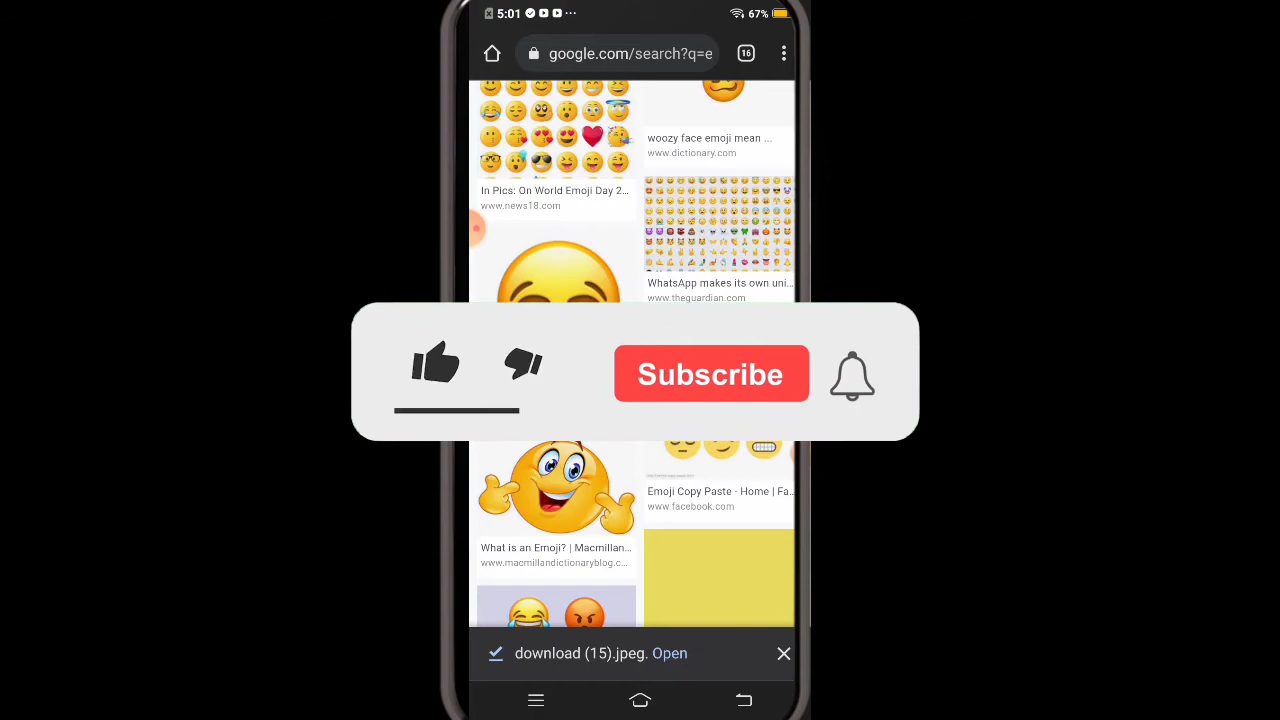 5:01
67%
google.com/search?q=e
16
woozy face emoji mean ...
www.dictionary.com
In Pics: On World Emoji Day 2...
www.news18.com
WhatsApp makes its own uni...
www.theguardian.com
Subscribe
Emoji Copy Paste - Home | Fa...
www.facebook.com
What is an Emoji? | Macmillan...
www.macmillandictionaryblog.c...
download (15).jpeg. Open